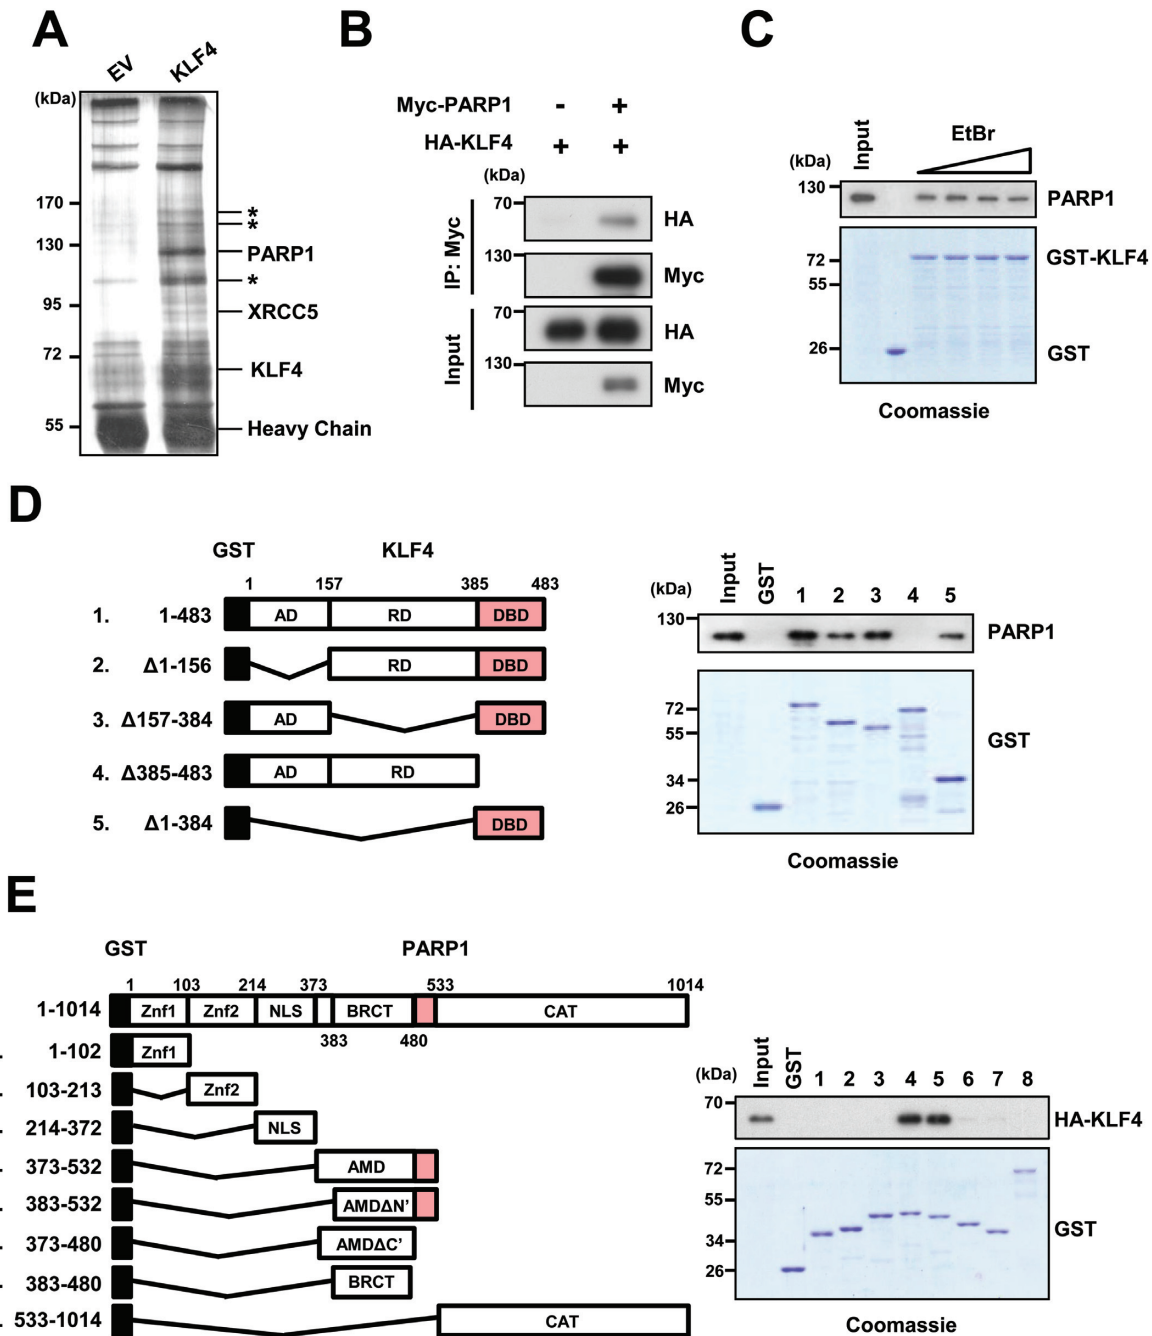 A
EV KLF4
(kDa)
170
130
95
72
55
*
*
PARP1
*
XRCC5
KLF4
Heavy Chain
B
Myc-PARP1 - +
HA-KLF4 + +
(kDa)
IP: Myc
70 HA
130 Myc
Input
70 HA
130 Myc
C
Input EtBr
(kDa)
130 PARP1
72 GST-KLF4
55
26 GST
Coomassie
D
GST KLF4
1 157 385 483
1. 1-483 AD RD DBD
2. Δ1-156 RD DBD
3. Δ157-384 AD DBD
4. Δ385-483 AD RD
5. Δ1-384 DBD
(kDa) Input GST 1 2 3 4 5
130 PARP1
72
55
GST
34
26
Coomassie
E
GST PARP1
1 103 214 373 533 1014
1-1014 Znf1 Znf2 NLS BRCT CAT
383 480
. 1-102 Znf1
. 103-213 Znf2
. 214-372 NLS
. 373-532 AMD
. 383-532 AMDΔN'
. 373-480 AMDΔC'
. 383-480 BRCT
. 533-1014 CAT
(kDa) Input GST 1 2 3 4 5 6 7 8
70 HA-KLF4
72
55
GST
34
26
Coomassie